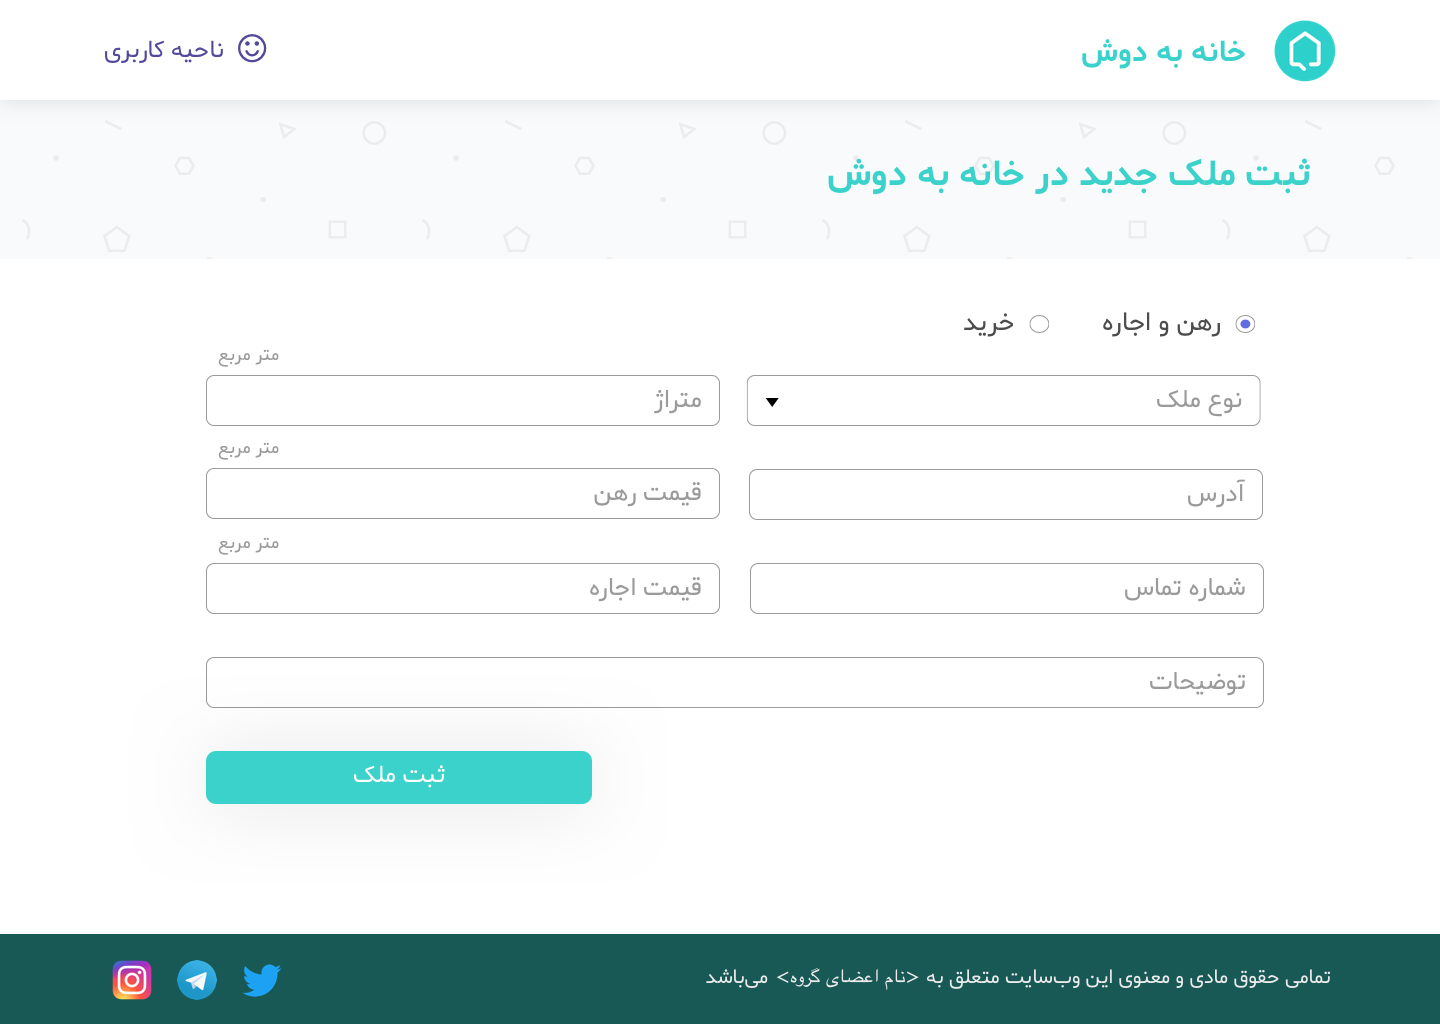 خانه به دوش
ناحیه کاربری
ثبت ملک جدید در خانه به دوش
رهن و اجاره
خرید
متر مربع
نوع ملک
متراژ
متر مربع
آدرس
قیمت رهن
متر مربع
شماره تماس
قیمت اجاره
توضیحات
ثبت ملک
تمامی حقوق مادی و معنوی این وب‌سایت متعلق به <نام اعضای گروه> می‌باشد